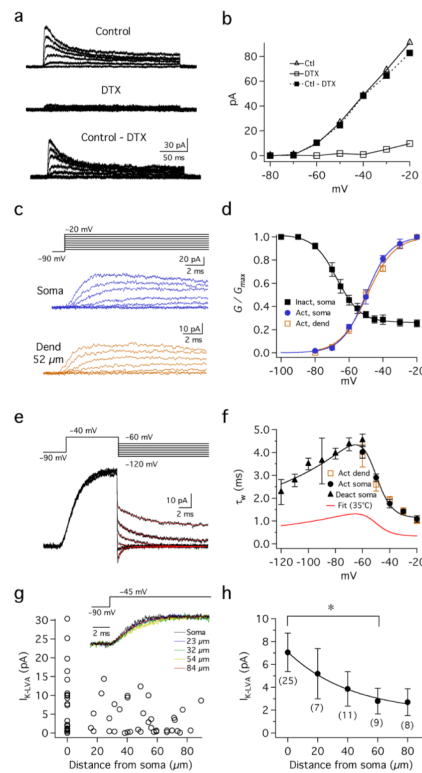 a
Control
DTX
Control - DTX
30 pA
50 ms
b
Ctl
DTX
Ctl - DTX
pA
80
60
40
20
0
-80
-60
-40
-20
mV
c
-20 mV
-90 mV
20 pA
2 ms
Soma
10 pA
2 ms
Dend
52 µm
d
G / Gmax
1.0
0.8
0.6
0.4
0.2
0.0
Inact, soma
Act, soma
Act, dend
-100
-80
-60
-40
-20
mV
e
-40 mV
-60 mV
-90 mV
-120 mV
10 pA
2 ms
f
τw (ms)
5.0
4.0
3.0
2.0
1.0
0.0
Act dend
Act soma
Deact soma
Fit (35°C)
-120
-100
-80
-60
-40
-20
mV
g
-45 mV
-90 mV
2 ms
Soma
23 µm
32 µm
54 µm
84 µm
IK-LVA (pA)
30
25
20
15
10
5
0
0
20
40
60
80
Distance from soma (µm)
h
*
IK-LVA (pA)
10
8
6
4
2
0
(25)
(7)
(11)
(9)
(8)
0
20
40
60
80
Distance from soma (µm)